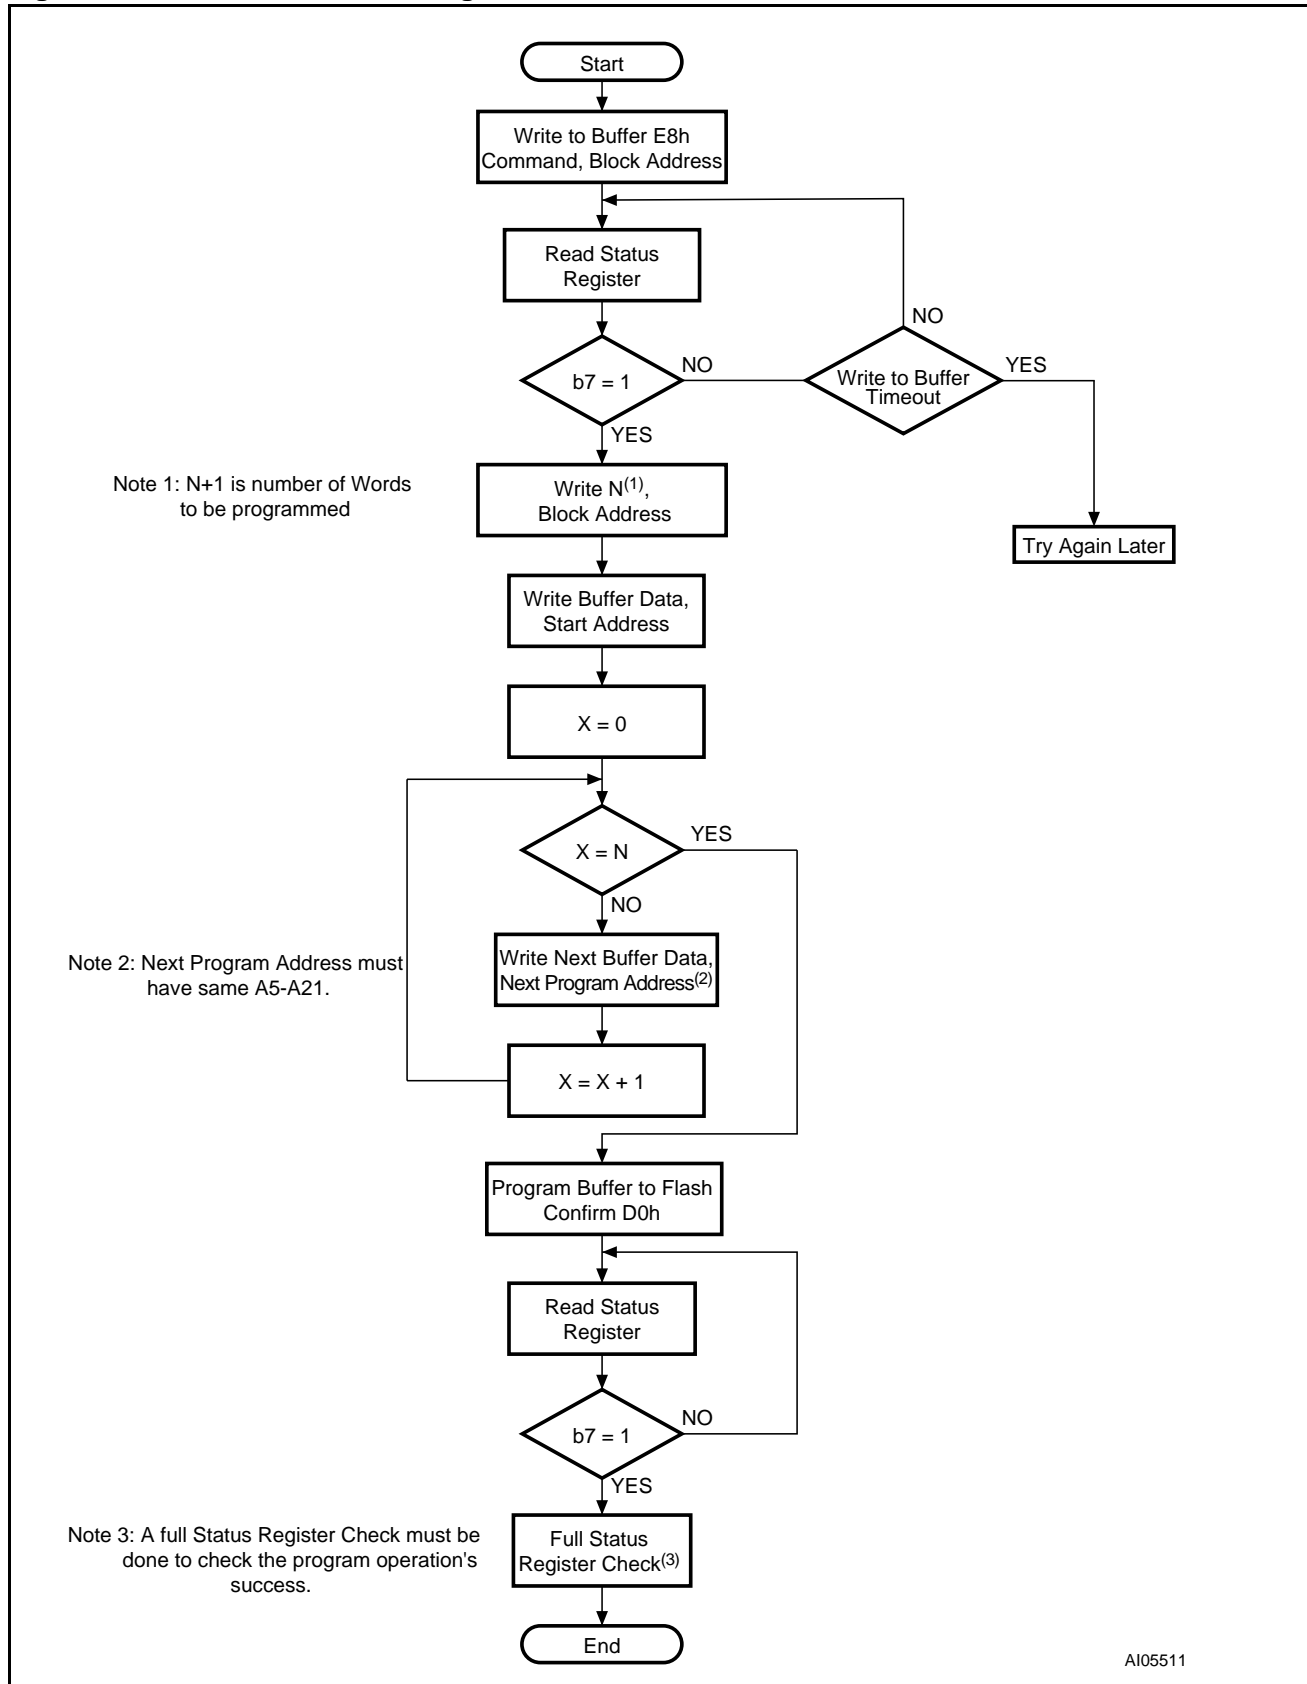 Start
Write to Buffer E8h
Command, Block Address
Read Status
Register
NO
b7 = 1
NO
Write to Buffer
Timeout
YES
YES
Note 1: N+1 is number of Words
to be programmed
Write N(1),
Block Address
Try Again Later
Write Buffer Data,
Start Address
X = 0
X = N
YES
NO
Note 2: Next Program Address must
have same A5-A21.
Write Next Buffer Data,
Next Program Address(2)
X = X + 1
Program Buffer to Flash
Confirm D0h
Read Status
Register
b7 = 1
NO
YES
Note 3: A full Status Register Check must be
done to check the program operation's
success.
Full Status
Register Check(3)
End
AI05511